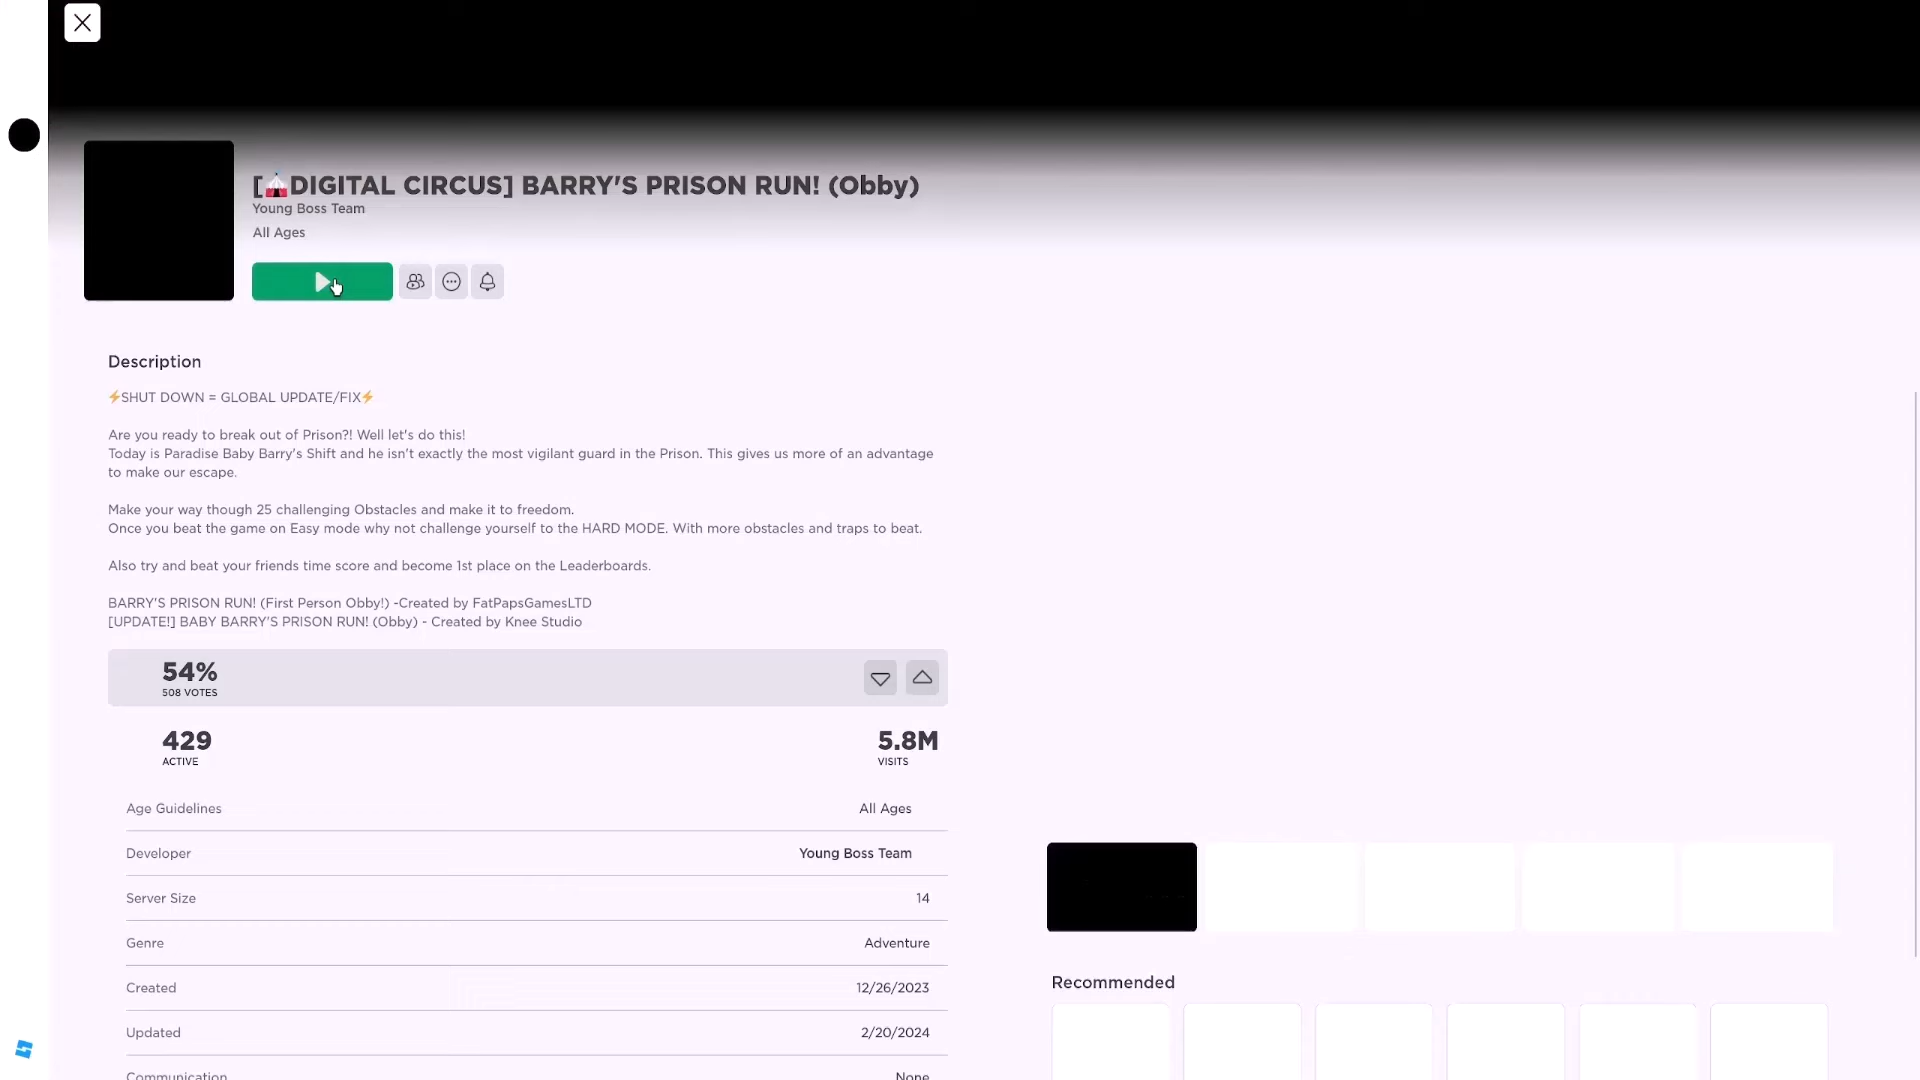 [🎪DIGITAL CIRCUS] BARRY'S PRISON RUN! (Obby)
Young Boss Team
All Ages
Description
⚡SHUT DOWN = GLOBAL UPDATE/FIX⚡
Are you ready to break out of Prison?! Well let's do this!
Today is Paradise Baby Barry's Shift and he isn't exactly the most vigilant guard in the Prison. This gives us more of an advantage
to make our escape.
Make your way though 25 challenging Obstacles and make it to freedom.
Once you beat the game on Easy mode why not challenge yourself to the HARD MODE. With more obstacles and traps to beat.
Also try and beat your friends time score and become 1st place on the Leaderboards.
BARRY'S PRISON RUN! (First Person Obby!) -Created by FatPapsGamesLTD
[UPDATE!] BABY BARRY'S PRISON RUN! (Obby) - Created by Knee Studio
54%
508 VOTES
429
ACTIVE
5.8M
VISITS
Age Guidelines All Ages
Developer Young Boss Team
Server Size 14
Genre Adventure
Created 12/26/2023
Updated 2/20/2024
Communication None
Recommended